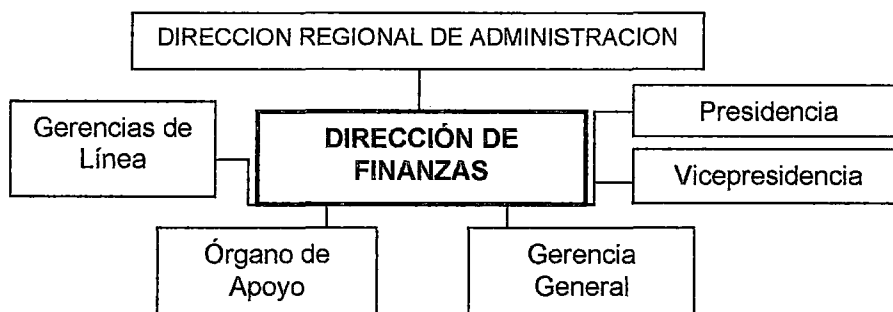 DIRECCION REGIONAL DE ADMINISTRACION
Gerencias de
Línea
DIRECCIÓN DE
FINANZAS
Presidencia
Vicepresidencia
Órgano de
Apoyo
Gerencia
General